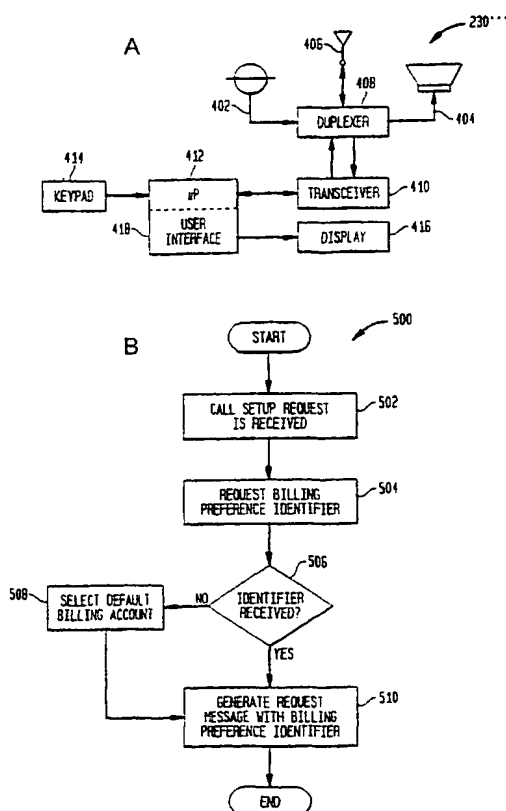 A
230'''
406
408
402
DUPLEXER
404
414
412
KEYPAD
µP
TRANSCEIVER
410
418
USER
INTERFACE
DISPLAY
416
B
500
START
CALL SETUP REQUEST
IS RECEIVED
502
REQUEST BILLING
PREFERENCE IDENTIFIER
504
506
508
SELECT DEFAULT
BILLING ACCOUNT
NO
IDENTIFIER
RECEIVED?
YES
GENERATE REQUEST
MESSAGE WITH BILLING
PREFERENCE IDENTIFIER
510
END